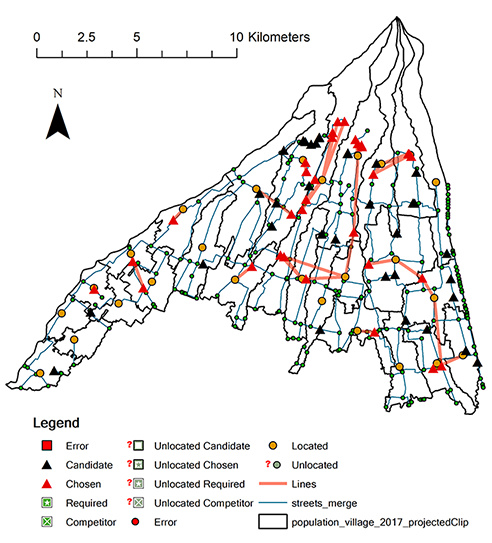 0 2.5 5 10 Kilometers
N
Legend
Error ? Unlocated Candidate Located
Candidate ? Unlocated Chosen ? Unlocated
Chosen ? Unlocated Required Lines
Required ? Unlocated Competitor streets_merge
Competitor Error population_village_2017_projectedClip